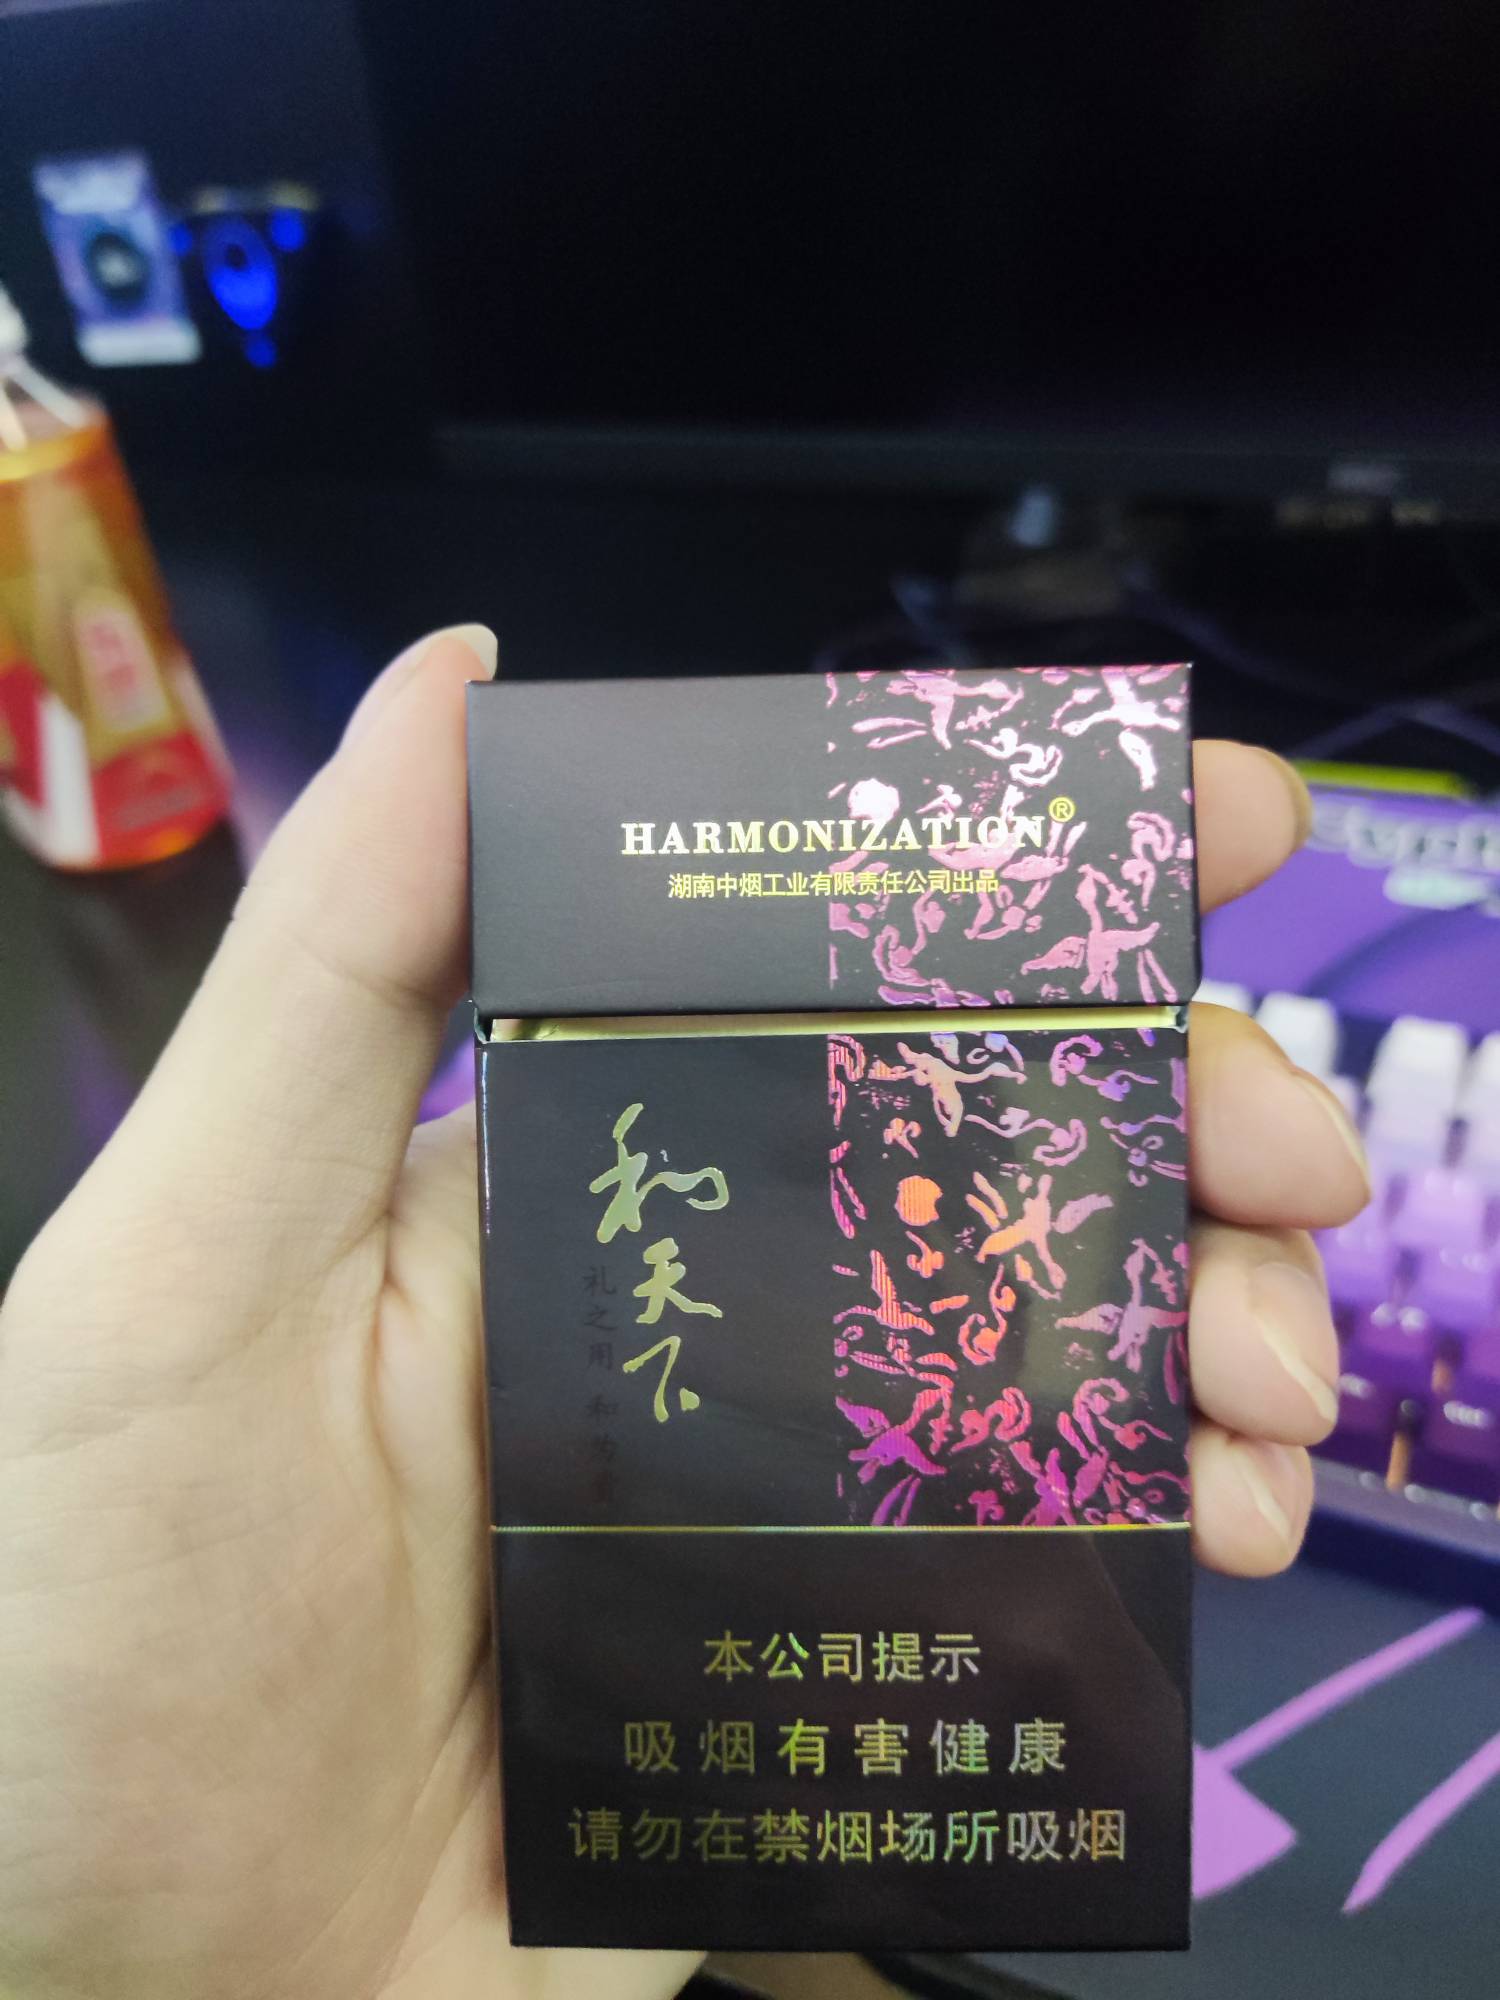 HARMONIZATION®
湖南中烟工业有限责任公司出品
和天下
礼之用 和为贵
本公司提示
吸烟有害健康
请勿在禁烟场所吸烟